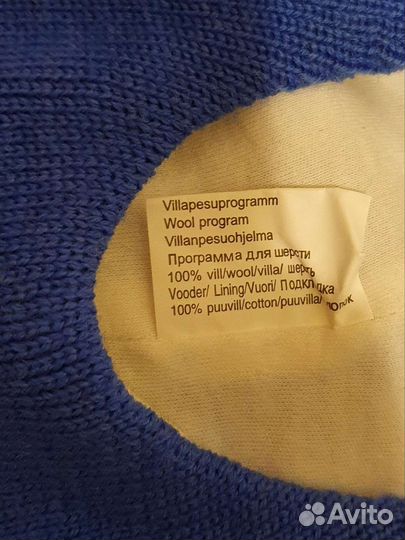 Villapesuprogramm
Wool program
Villanpesuohjelma
Программа для шерсти
100% vill/wool/villa/ шерсть
Vooder/ Lining/Vuori/ Подкладка
100% puuvill/cotton/puuvilla/
Avito